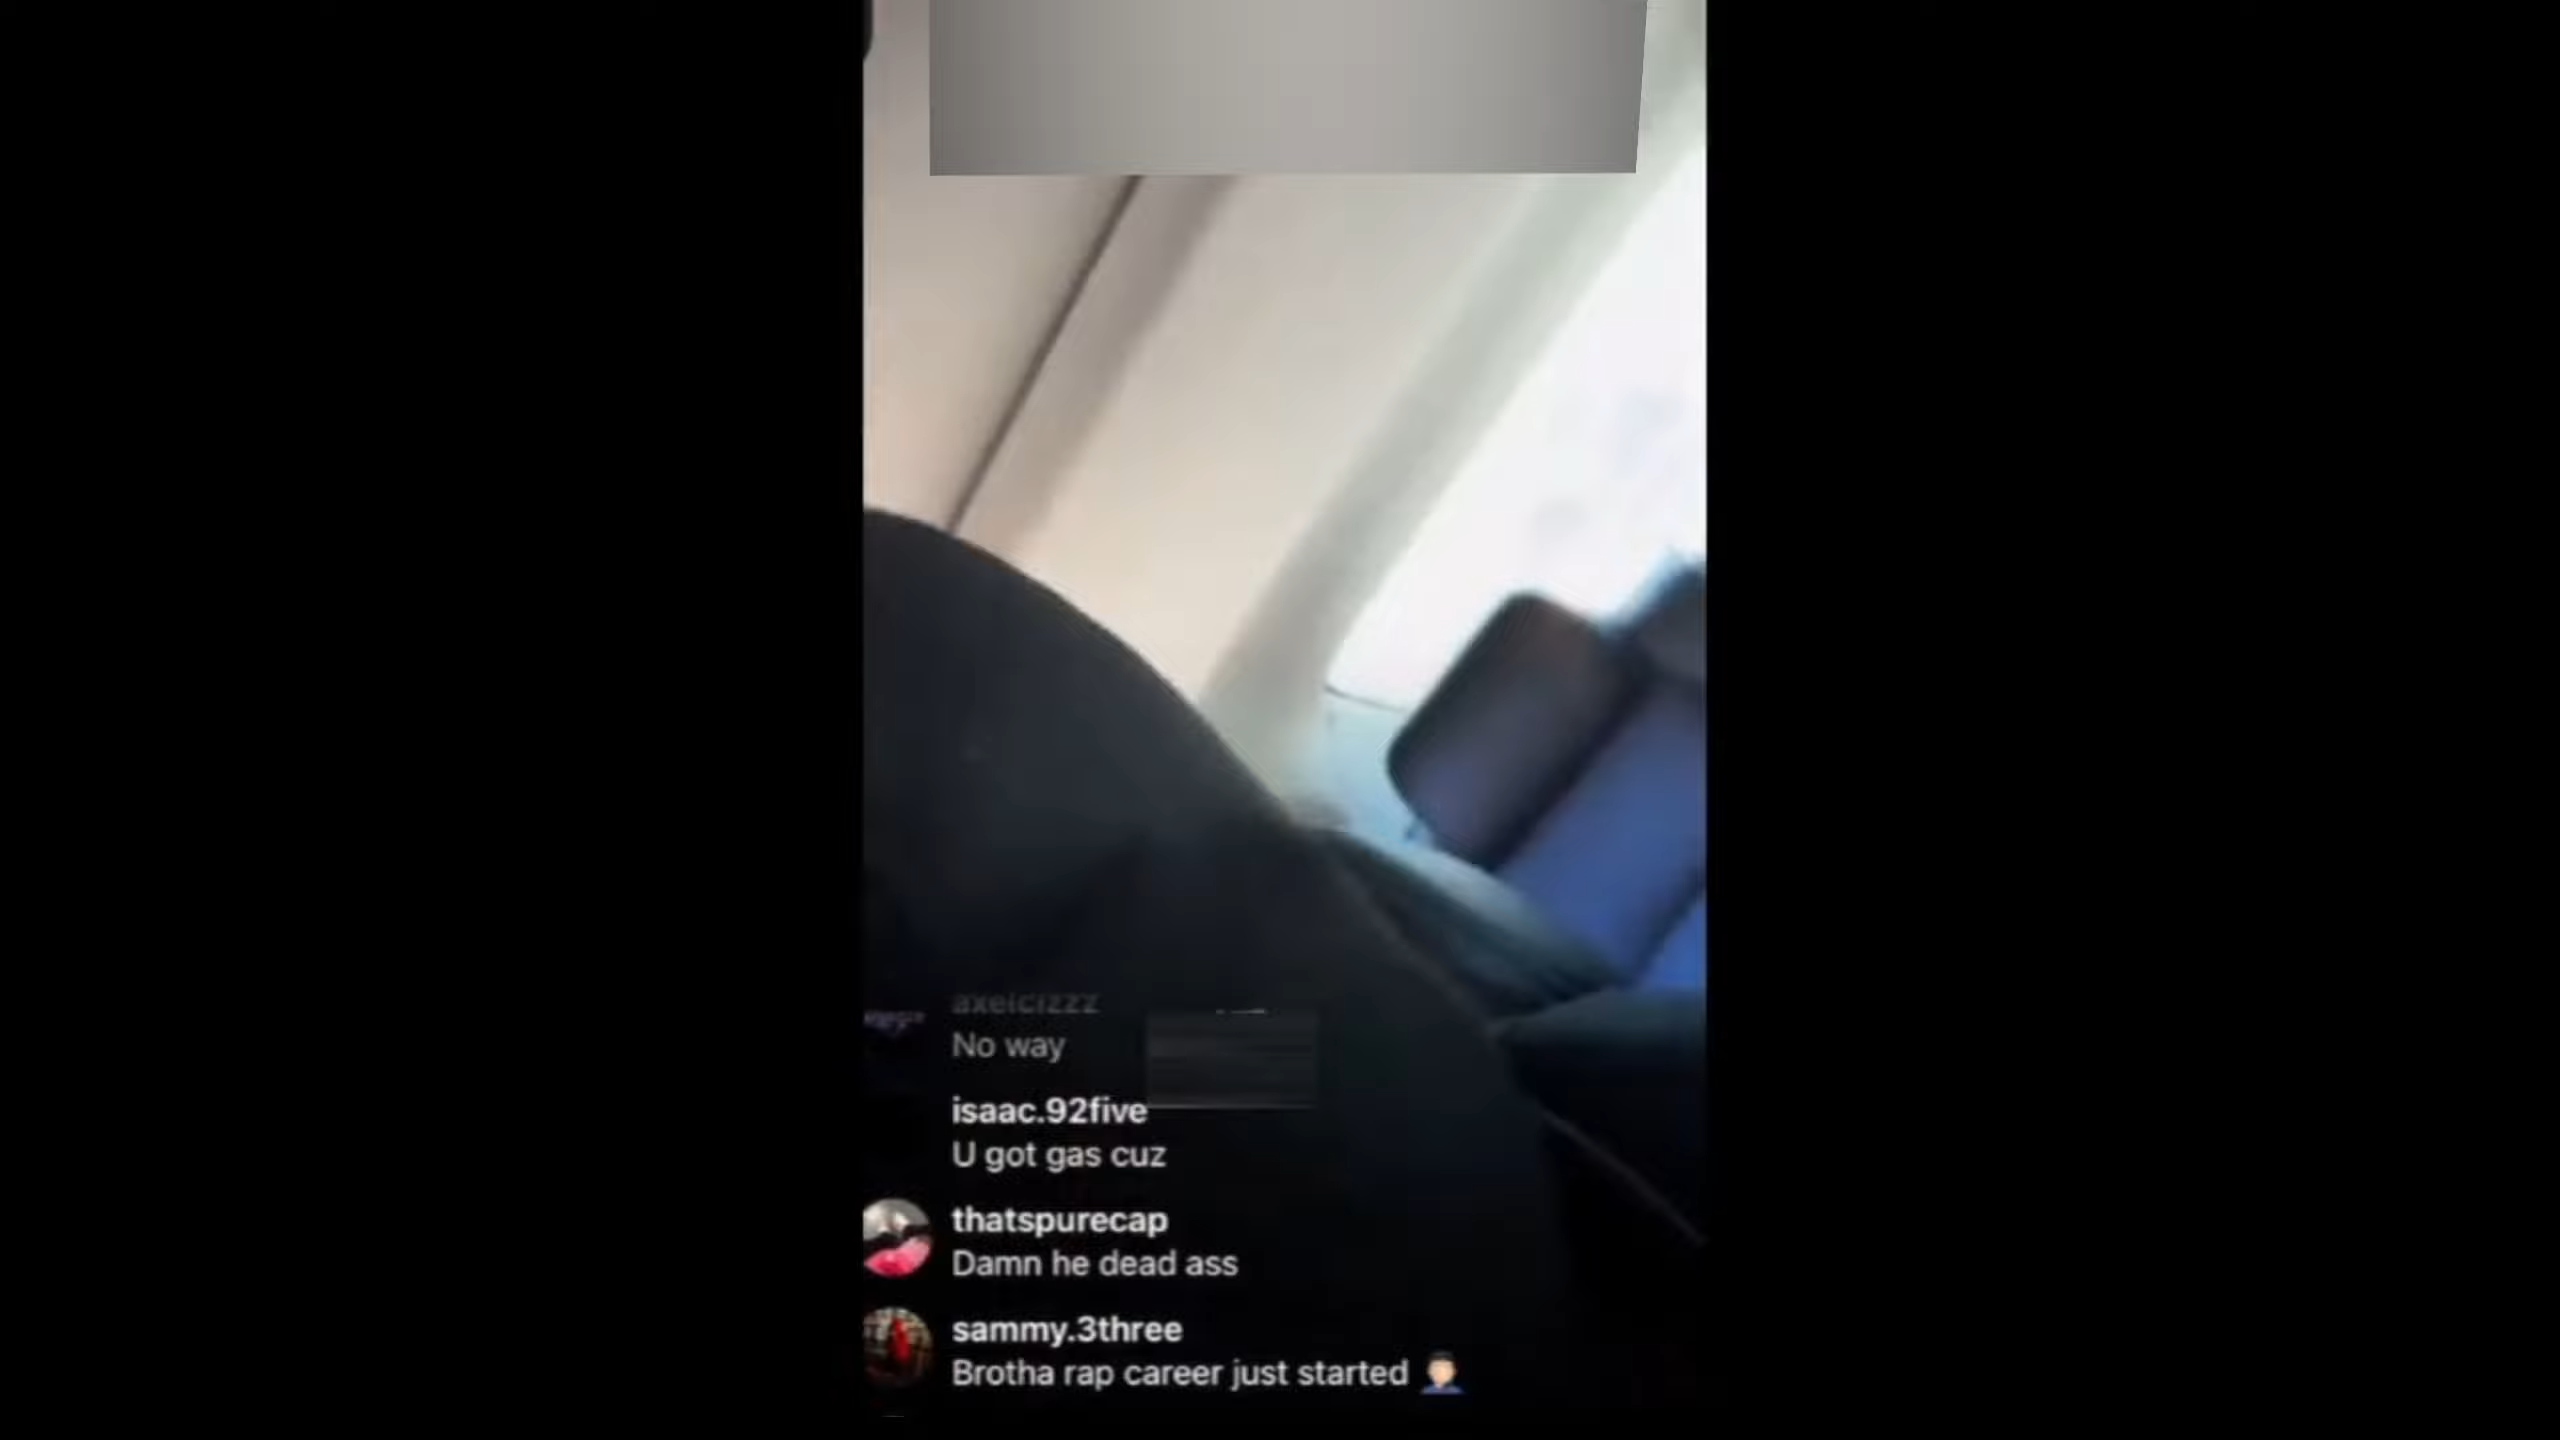 axelcizzz
No way
isaac.92five
U got gas cuz
thatspurecap
Damn he dead ass
sammy.3three
Brotha rap career just started 🤦🏻‍♂️